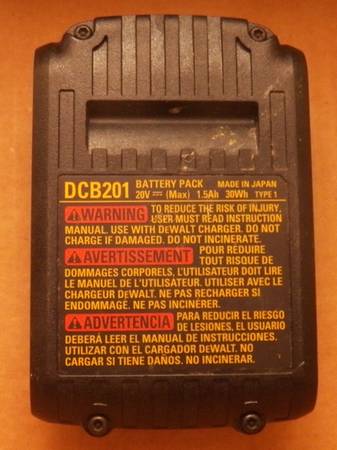 DCB201 BATTERY PACK MADE IN JAPAN
20V ⎓ (Max) 1.5Ah 30Wh TYPE 1
WARNING TO REDUCE THE RISK OF INJURY,
USER MUST READ INSTRUCTION
MANUAL. USE WITH DEWALT CHARGER. DO NOT
CHARGE IF DAMAGED. DO NOT INCINERATE.
AVERTISSEMENT POUR RÉDUIRE
TOUT RISQUE DE
DOMMAGES CORPORELS, L'UTILISATEUR DOIT LIRE
LE MANUEL DE L'UTILISATEUR. UTILISER AVEC LE
CHARGEUR DEWALT. NE PAS RECHARGER SI
ENDOMMAGE. NE PAS INCINERER.
ADVERTENCIA PARA REDUCIR EL RIESGO
DE LESIONES, EL USUARIO
DEBERÁ LEER EL MANUAL DE INSTRUCCIONES.
UTILIZAR CON EL CARGADOR DEWALT. NO
CARGAR SI TIENE DAÑOS. NO INCINERAR.